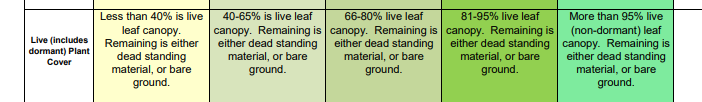 Live (includes
dormant) Plant
Cover
Less than 40% is live
leaf canopy.
Remaining is either
dead standing
material, or bare
ground.
40-65% is live leaf
canopy.  Remaining is
either dead standing
material, or bare
ground.
66-80% live leaf
canopy.  Remaining is
either dead standing
material, or bare
ground.
81-95% live leaf
canopy.  Remaining is
either dead standing
material, or bare
ground.
More than 95% live
(non-dormant) leaf
canopy.  Remaining is
either dead standing
material, or bare
ground.